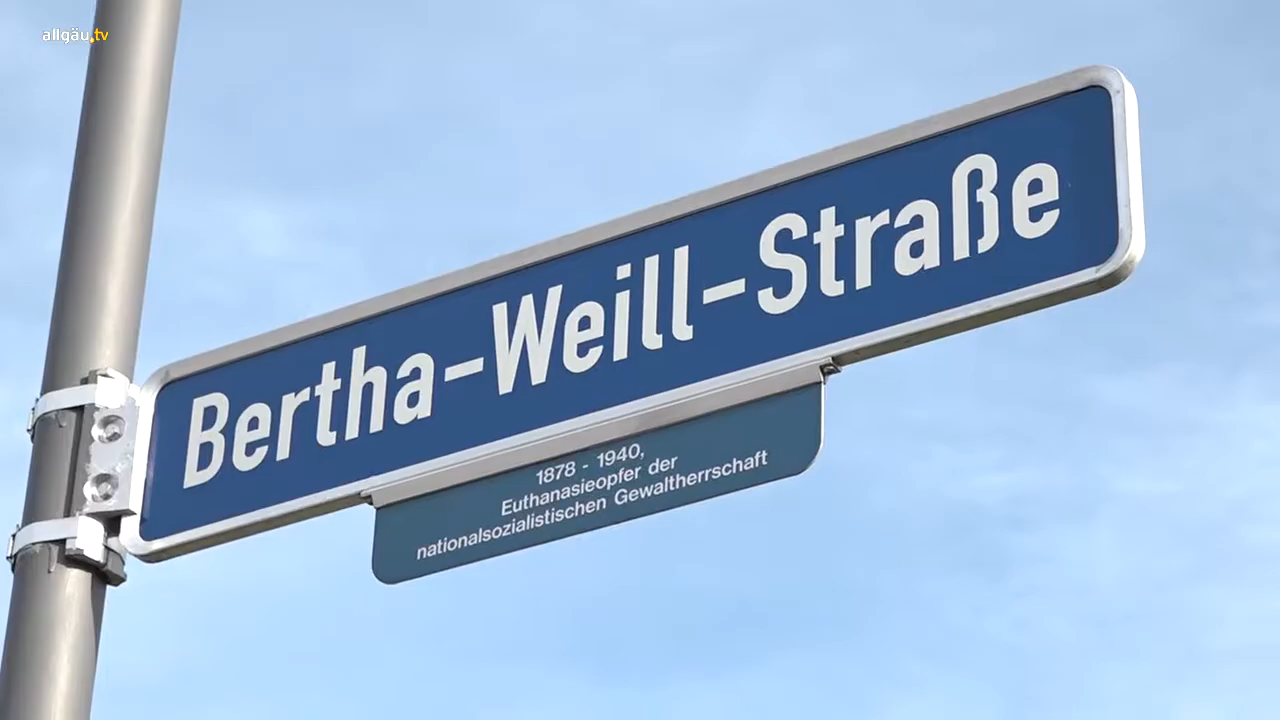 allgäu.tv
Bertha-Weill-Straße
1878 - 1940,
Euthanasieopfer der
nationalsozialistischen Gewaltherrschaft